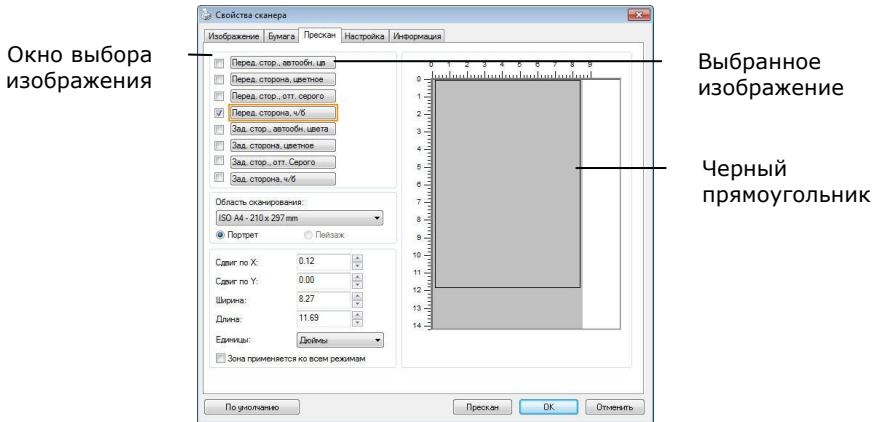 Свойства сканера
Изображение Бумага Прескан Настройка Информация
Окно выбора
изображения
Перед. стор., автообн. цв
Перед. сторона, цветное
Перед. стор., отт. серого
Перед. сторона, ч/б
Зад. стор., автообн. цвета
Зад. сторона, цветное
Зад. стор., отт. Серого
Зад. сторона, ч/б
Область сканирования:
ISO A4 - 210 x 297 mm
Портрет Пейзаж
Сдвиг по X: 0.12
Сдвиг по Y: 0.00
Ширина: 8.27
Длина: 11.69
Единицы: Дюймы
Зона применяется ко всем режимам
0 1 2 3 4 5 6 7 8 9
0
1
2
3
4
5
6
7
8
9
10
11
12
13
14
Выбранное
изображение
Черный
прямоугольник
По умолчанию Прескан OK Отменить